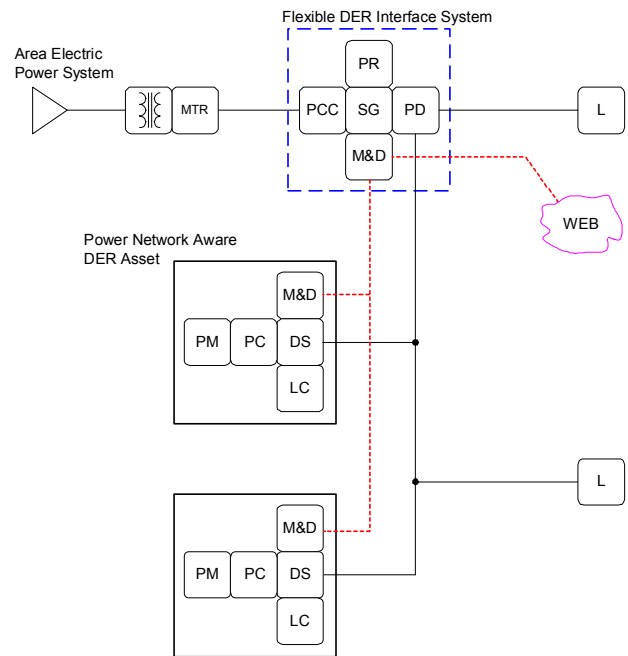 Flexible DER Interface System
Area Electric
Power System
PR
MTR
PCC
SG
PD
L
M&D
WEB
Power Network Aware
DER Asset
M&D
PM
PC
DS
LC
L
M&D
PM
PC
DS
LC